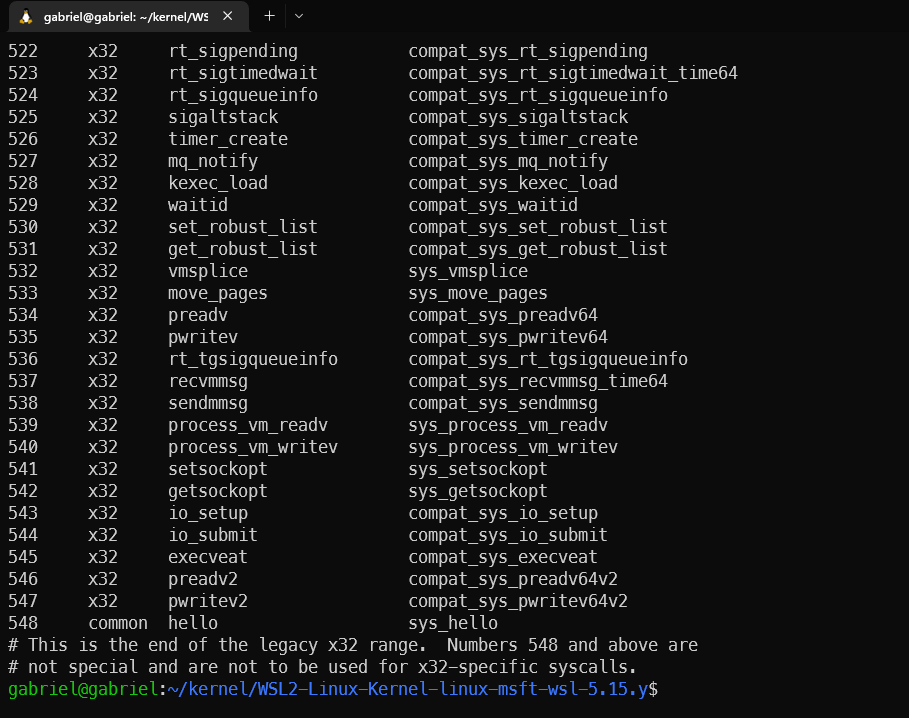 gabriel@gabriel: ~/kernel/WS
522 x32 rt_sigpending compat_sys_rt_sigpending
523 x32 rt_sigtimedwait compat_sys_rt_sigtimedwait_time64
524 x32 rt_sigqueueinfo compat_sys_rt_sigqueueinfo
525 x32 sigaltstack compat_sys_sigaltstack
526 x32 timer_create compat_sys_timer_create
527 x32 mq_notify compat_sys_mq_notify
528 x32 kexec_load compat_sys_kexec_load
529 x32 waitid compat_sys_waitid
530 x32 set_robust_list compat_sys_set_robust_list
531 x32 get_robust_list compat_sys_get_robust_list
532 x32 vmsplice sys_vmsplice
533 x32 move_pages sys_move_pages
534 x32 preadv compat_sys_preadv64
535 x32 pwritev compat_sys_pwritev64
536 x32 rt_tgsigqueueinfo compat_sys_rt_tgsigqueueinfo
537 x32 recvmmsg compat_sys_recvmmsg_time64
538 x32 sendmmsg compat_sys_sendmmsg
539 x32 process_vm_readv sys_process_vm_readv
540 x32 process_vm_writev sys_process_vm_writev
541 x32 setsockopt sys_setsockopt
542 x32 getsockopt sys_getsockopt
543 x32 io_setup compat_sys_io_setup
544 x32 io_submit compat_sys_io_submit
545 x32 execveat compat_sys_execveat
546 x32 preadv2 compat_sys_preadv64v2
547 x32 pwritev2 compat_sys_pwritev64v2
548 common hello sys_hello
# This is the end of the legacy x32 range.  Numbers 548 and above are
# not special and are not to be used for x32-specific syscalls.
gabriel@gabriel:~/kernel/WSL2-Linux-Kernel-linux-msft-wsl-5.15.y$